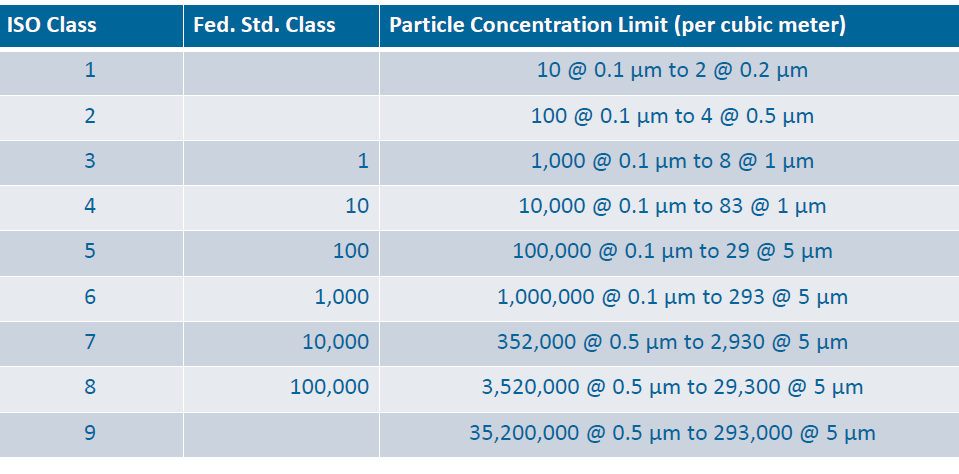 ISO Class Fed. Std. Class Particle Concentration Limit (per cubic meter)
1 10 @ 0.1 µm to 2 @ 0.2 µm
2 100 @ 0.1 µm to 4 @ 0.5 µm
3 1 1,000 @ 0.1 µm to 8 @ 1 µm
4 10 10,000 @ 0.1 µm to 83 @ 1 µm
5 100 100,000 @ 0.1 µm to 29 @ 5 µm
6 1,000 1,000,000 @ 0.1 µm to 293 @ 5 µm
7 10,000 352,000 @ 0.5 µm to 2,930 @ 5 µm
8 100,000 3,520,000 @ 0.5 µm to 29,300 @ 5 µm
9 35,200,000 @ 0.5 µm to 293,000 @ 5 µm